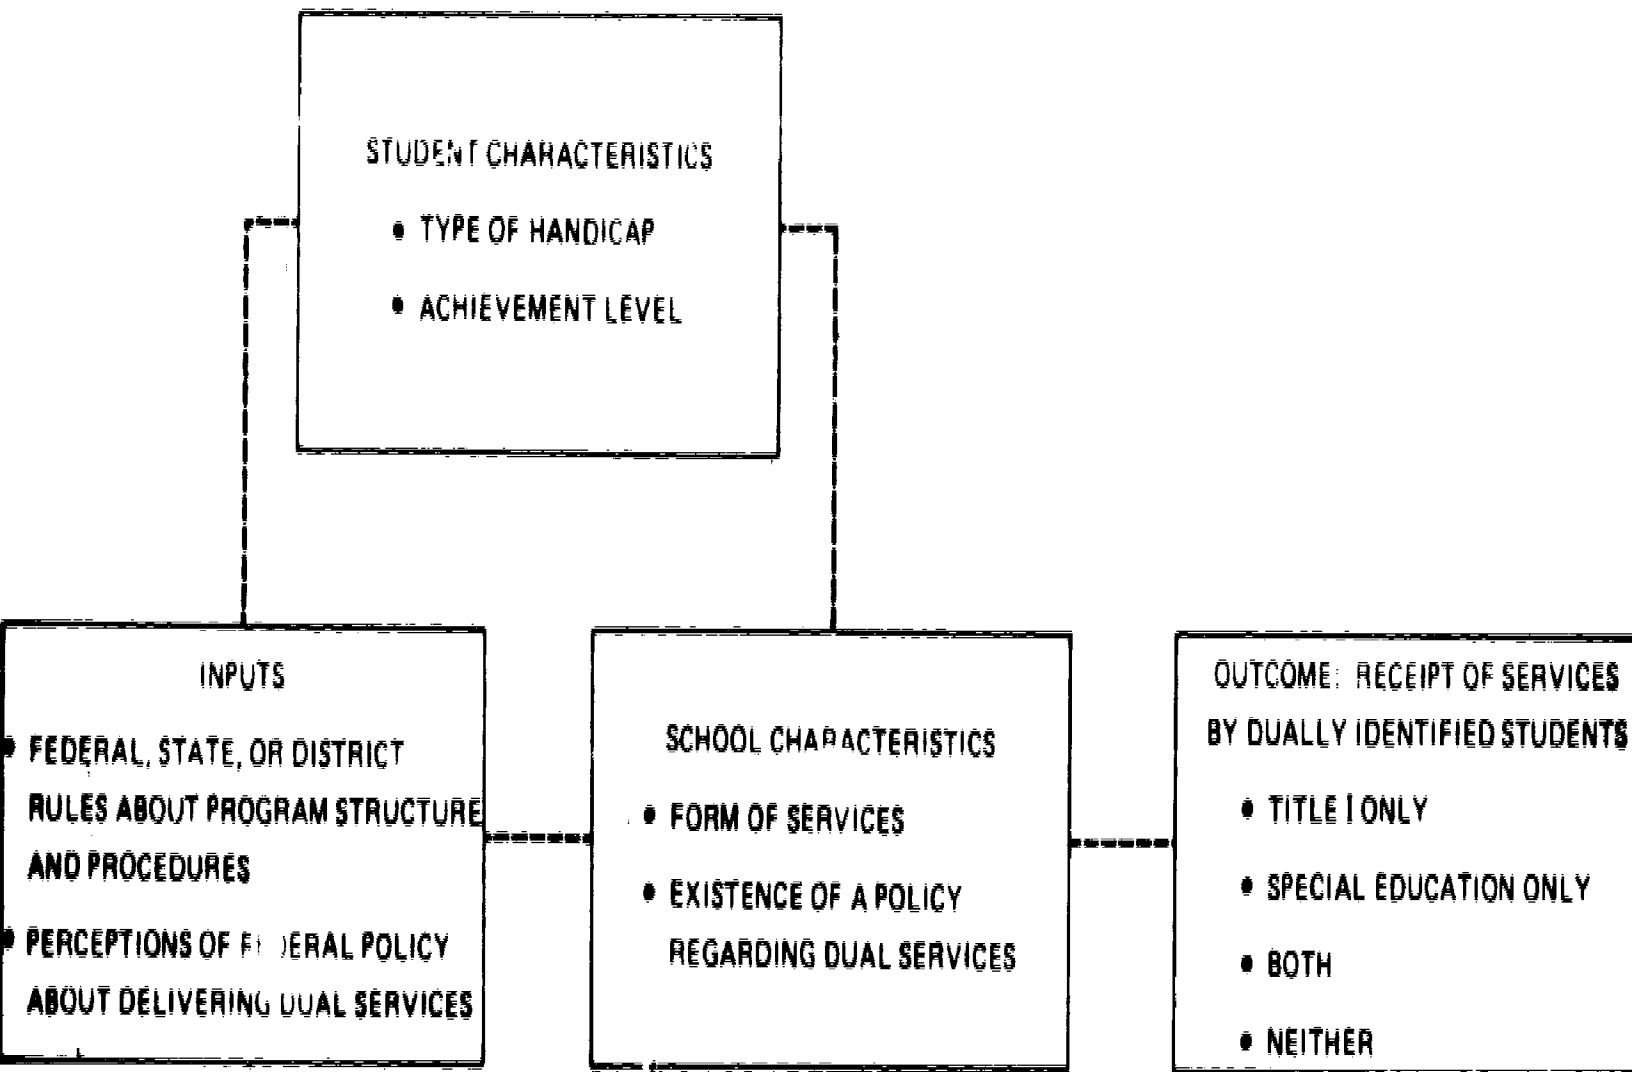 STUDENT CHARACTERISTICS
• TYPE OF HANDICAP
• ACHIEVEMENT LEVEL
INPUTS
• FEDERAL, STATE, OR DISTRICT
RULES ABOUT PROGRAM STRUCTURE
AND PROCEDURES
• PERCEPTIONS OF FEDERAL POLICY
ABOUT DELIVERING DUAL SERVICES
SCHOOL CHARACTERISTICS
• FORM OF SERVICES
• EXISTENCE OF A POLICY
REGARDING DUAL SERVICES
OUTCOME: RECEIPT OF SERVICES
BY DUALLY IDENTIFIED STUDENTS
• TITLE I ONLY
• SPECIAL EDUCATION ONLY
• BOTH
• NEITHER